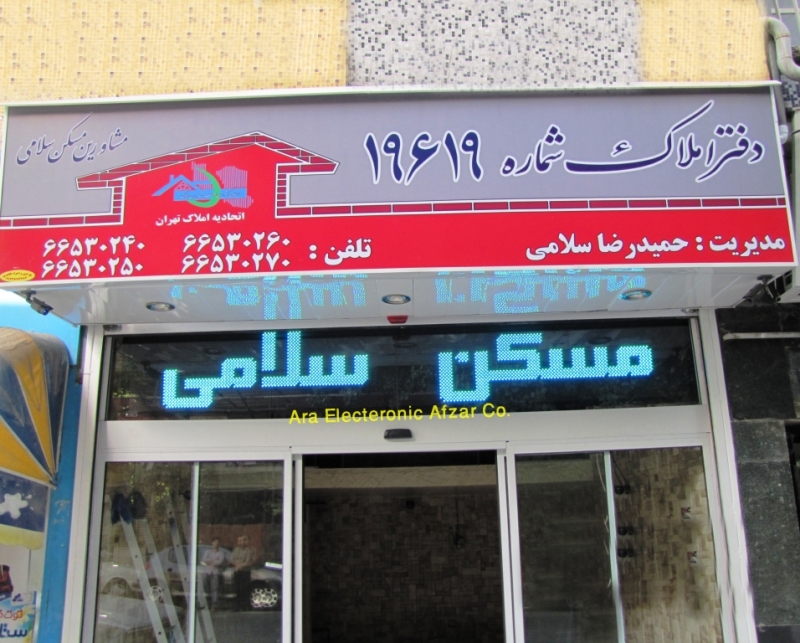 دفتر املاک شماره ۱۹۶۱۹
مشاورین مسکن سلامی
اتحادیه املاک تهران
مدیریت : حمیدرضا سلامی
تلفن : ۶۶۵۳۰۲۶۰ ۶۶۵۳۰۲۴۰
۶۶۵۳۰۲۷۰ ۶۶۵۳۰۲۵۰
مسکن سلامی
Ara Electeronic Afzar Co.